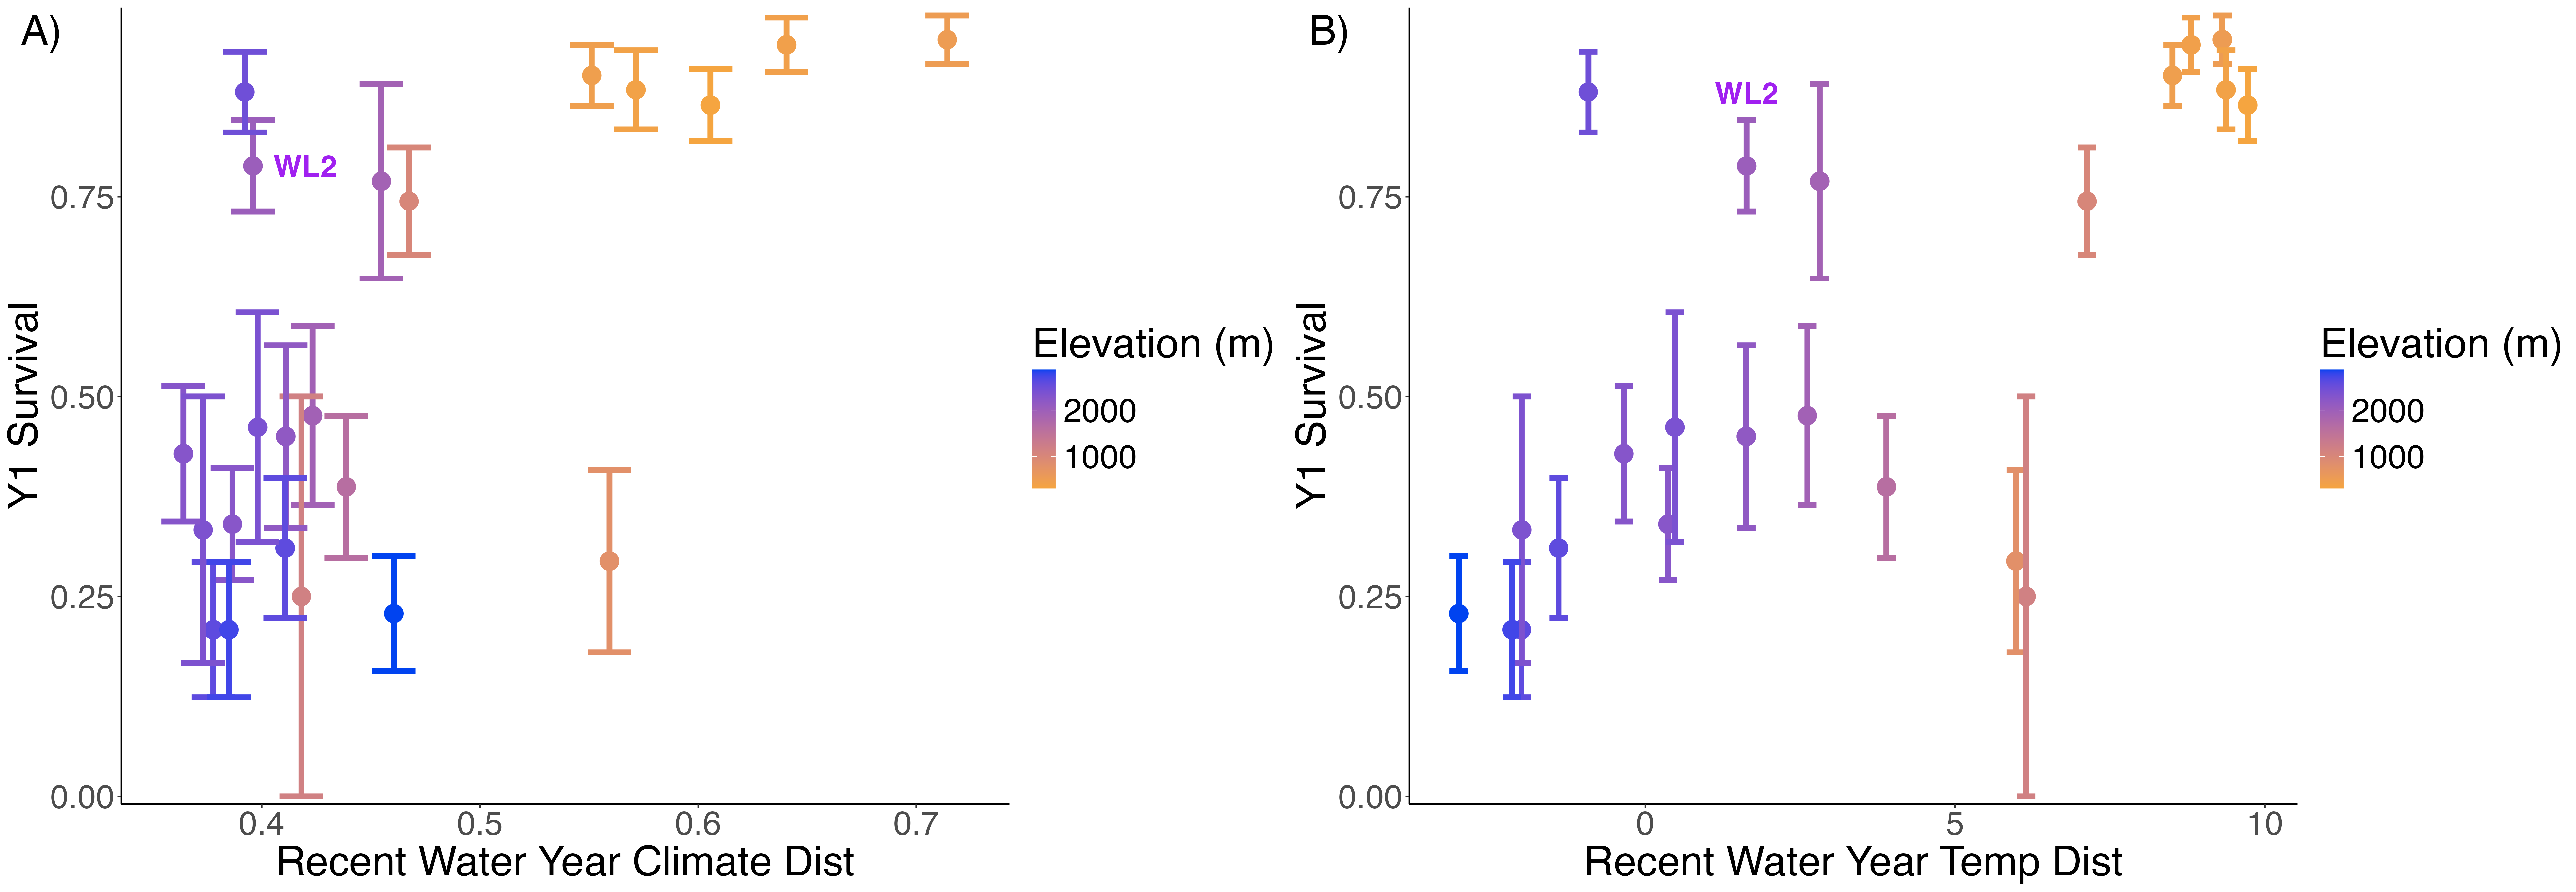 A)
Y1 Survival
0.75
0.50
0.25
0.00
WL2
0.4 0.5 0.6 0.7
Recent Water Year Climate Dist
Elevation (m)
2000
1000
B)
Y1 Survival
0.75
0.50
0.25
0.00
WL2
0 5 10
Recent Water Year Temp Dist
Elevation (m)
2000
1000